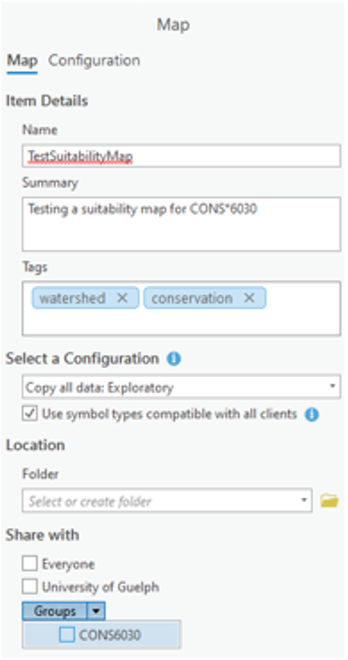 Map
Map Configuration
Item Details
Name
TestSuitabilityMap
Summary
Testing a suitability map for CONS*6030
Tags
watershed × conservation ×
Select a Configuration
Copy all data: Exploratory
Use symbol types compatible with all clients
Location
Folder
Select or create folder
Share with
Everyone
University of Guelph
Groups
CONS6030